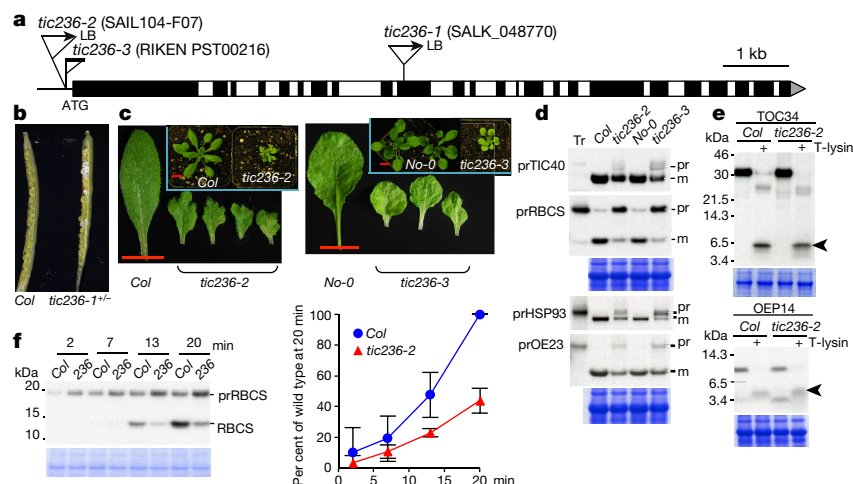 a
tic236-2 (SAIL104-F07)
LB
tic236-3 (RIKEN PST00216)
tic236-1 (SALK_048770)
LB
1 kb
ATG
b
Col tic236-1+/–
c
Col
tic236-2
Col
tic236-2
No-0
tic236-3
No-0
tic236-3
d
Tr Col tic236-2 No-0 tic236-3
prTIC40
pr
m
prRBCS
pr
m
prHSP93
pr
m
prOE23
pr
m
e
TOC34
Col tic236-2
kDa + + T-lysin
46
30
21.5
14.3
6.5
3.4
OEP14
Col tic236-2
kDa + + T-lysin
14.3
6.5
3.4
f
2 7 13 20 min
Col 236 Col 236 Col 236 Col 236
kDa
20
15
10
prRBCS
RBCS
Per cent of wild type at 20 min
100
80
60
40
20
0
Col
tic236-2
0 5 10 15 20 min